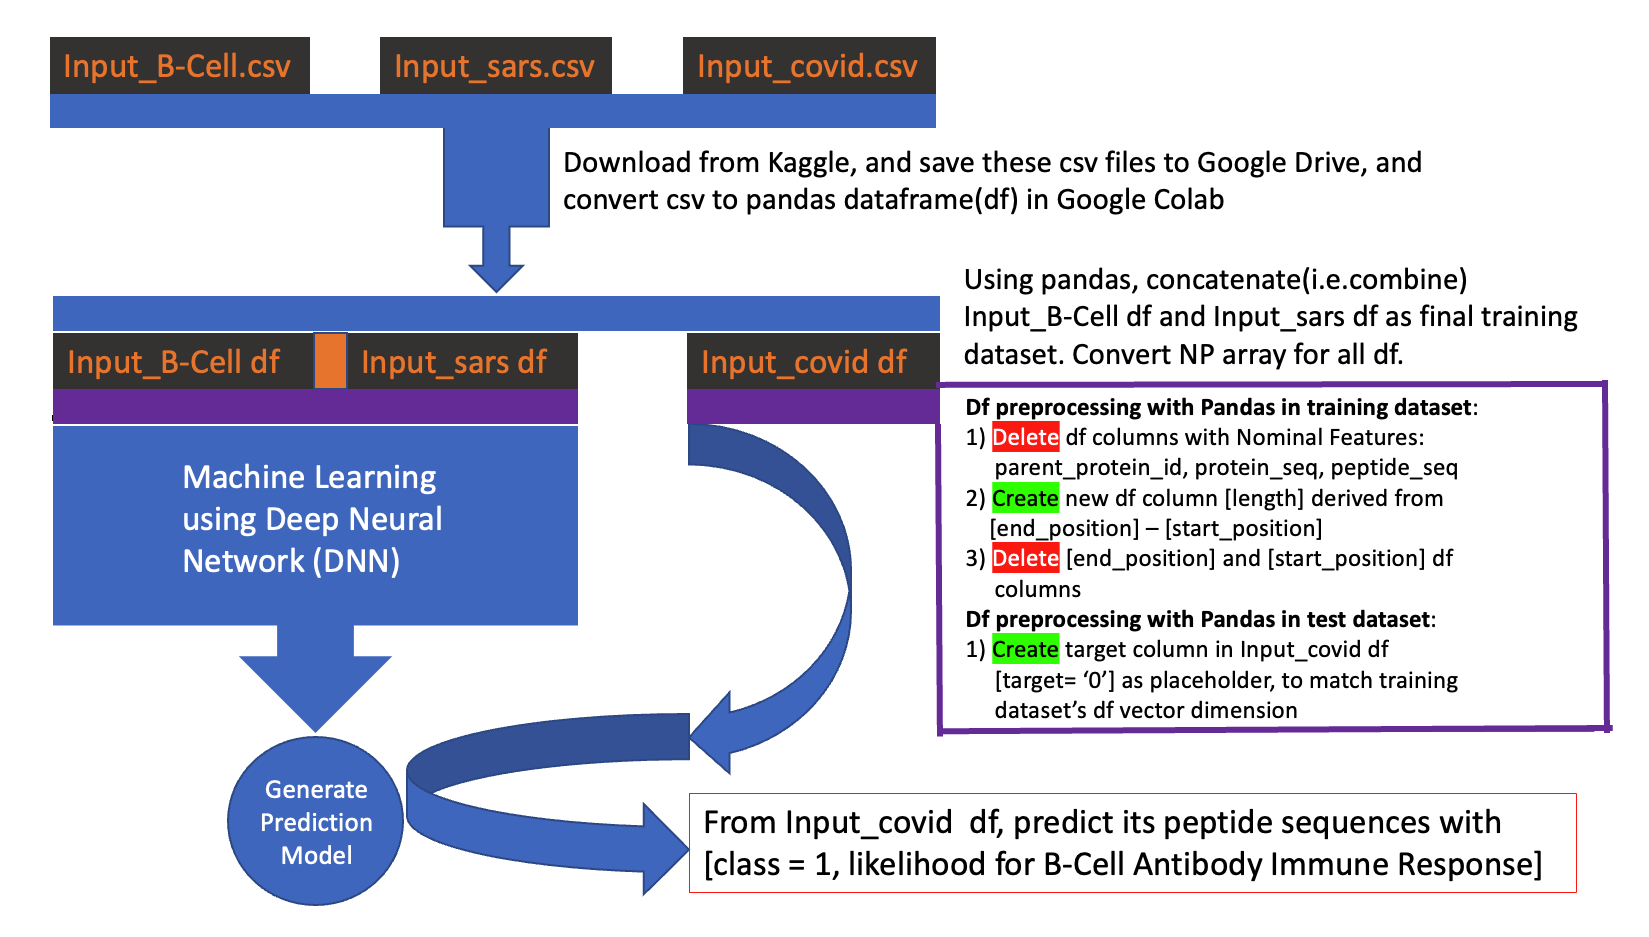 Input_B-Cell.csv
Input_sars.csv
Input_covid.csv
Download from Kaggle, and save these csv files to Google Drive, and
convert csv to pandas dataframe(df) in Google Colab
Using pandas, concatenate(i.e.combine)
Input_B-Cell df and Input_sars df as final training
dataset. Convert NP array for all df.
Input_B-Cell df
Input_sars df
Input_covid df
Df preprocessing with Pandas in training dataset:
1) Delete df columns with Nominal Features:
parent_protein_id, protein_seq, peptide_seq
2) Create new df column [length] derived from
[end_position] – [start_position]
3) Delete [end_position] and [start_position] df
columns
Df preprocessing with Pandas in test dataset:
1) Create target column in Input_covid df
[target= ‘0’] as placeholder, to match training
dataset’s df vector dimension
Machine Learning
using Deep Neural
Network (DNN)
Generate
Prediction
Model
From Input_covid  df, predict its peptide sequences with
[class = 1, likelihood for B-Cell Antibody Immune Response]